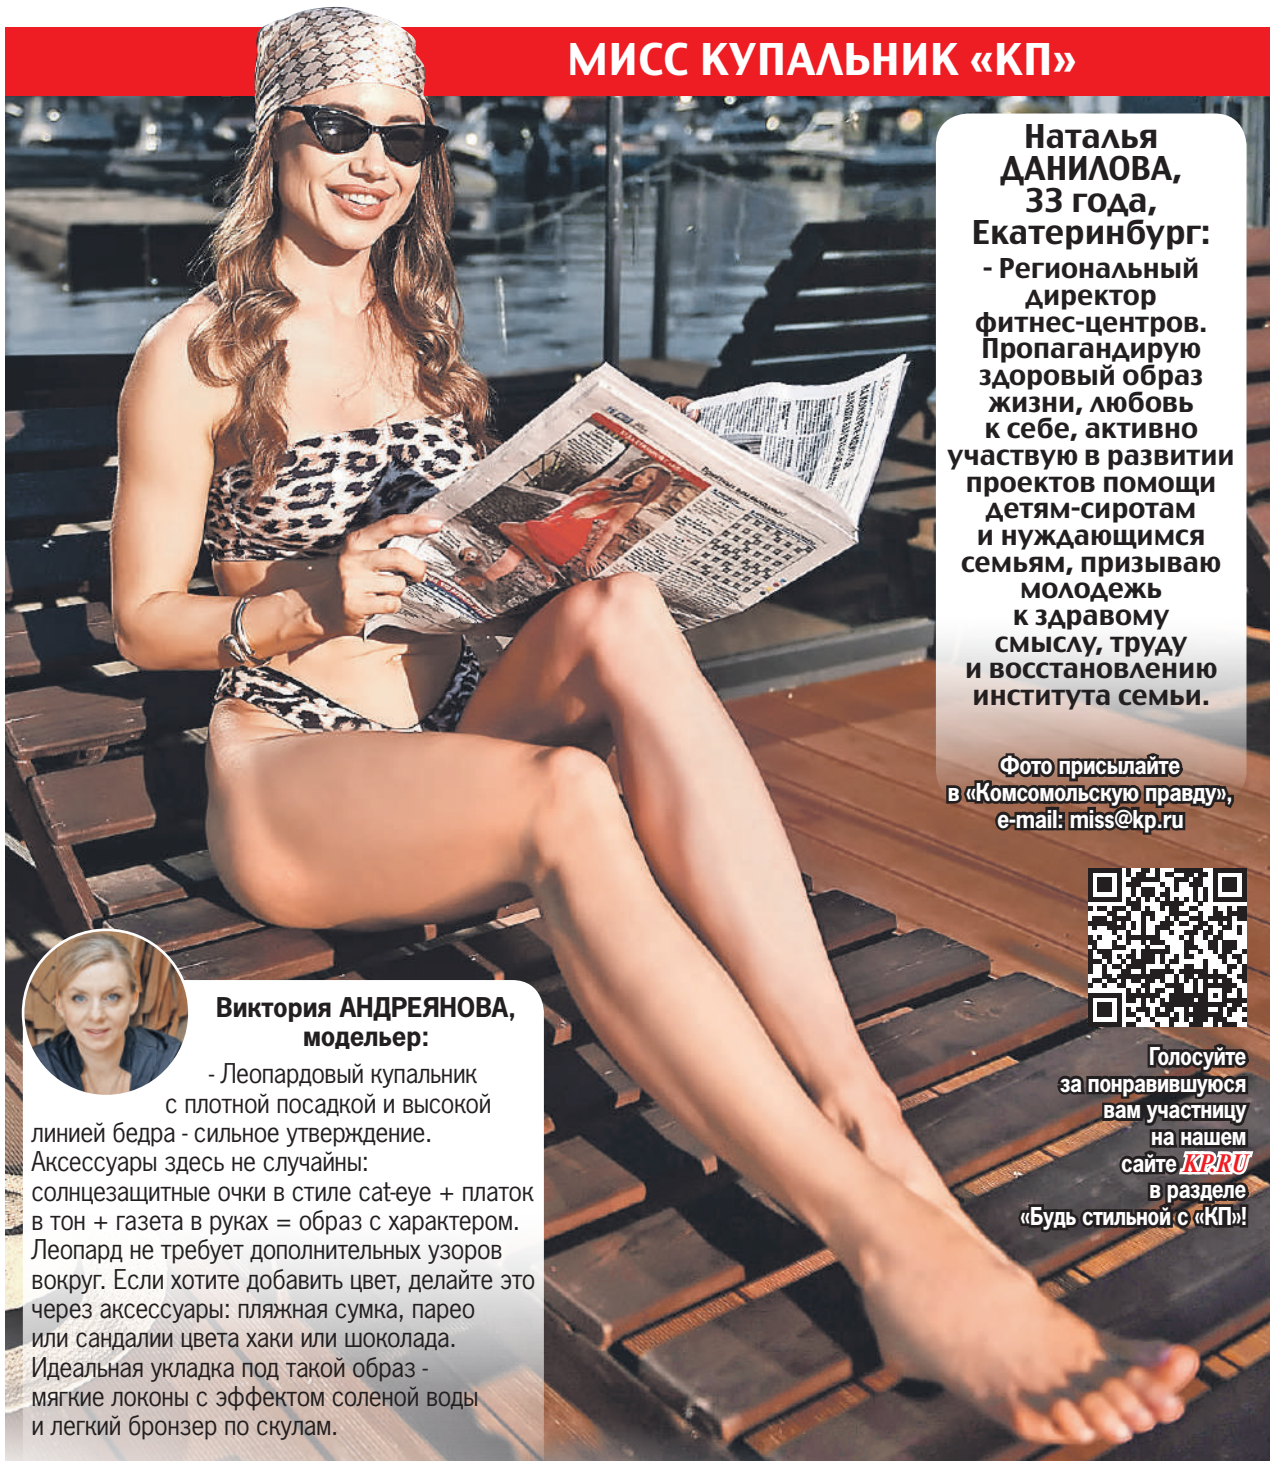 МИСС КУПАЛЬНИК «КП»
Наталья
ДАНИЛОВА,
33 года,
Екатеринбург:
- Региональный
директор
фитнес-центров.
Пропагандирую
здоровый образ
жизни, любовь
к себе, активно
участвую в развитии
проектов помощи
детям-сиротам
и нуждающимся
семьям, призываю
молодежь
к здравому
смыслу, труду
и восстановлению
института семьи.
Фото присылайте
в «Комсомольскую правду»,
e-mail: miss@kp.ru
Голосуйте
за понравившуюся
вам участницу
на нашем
сайте KP.RU
в разделе
«Будь стильной с «КП»!
Виктория АНДРЕЯНОВА,
модельер:
- Леопардовый купальник
с плотной посадкой и высокой
линией бедра - сильное утверждение.
Аксессуары здесь не случайны:
солнцезащитные очки в стиле cat-eye + платок
в тон + газета в руках = образ с характером.
Леопард не требует дополнительных узоров
вокруг. Если хотите добавить цвет, делайте это
через аксессуары: пляжная сумка, парео
или сандалии цвета хаки или шоколада.
Идеальная укладка под такой образ -
мягкие локоны с эффектом соленой воды
и легкий бронзер по скулам.